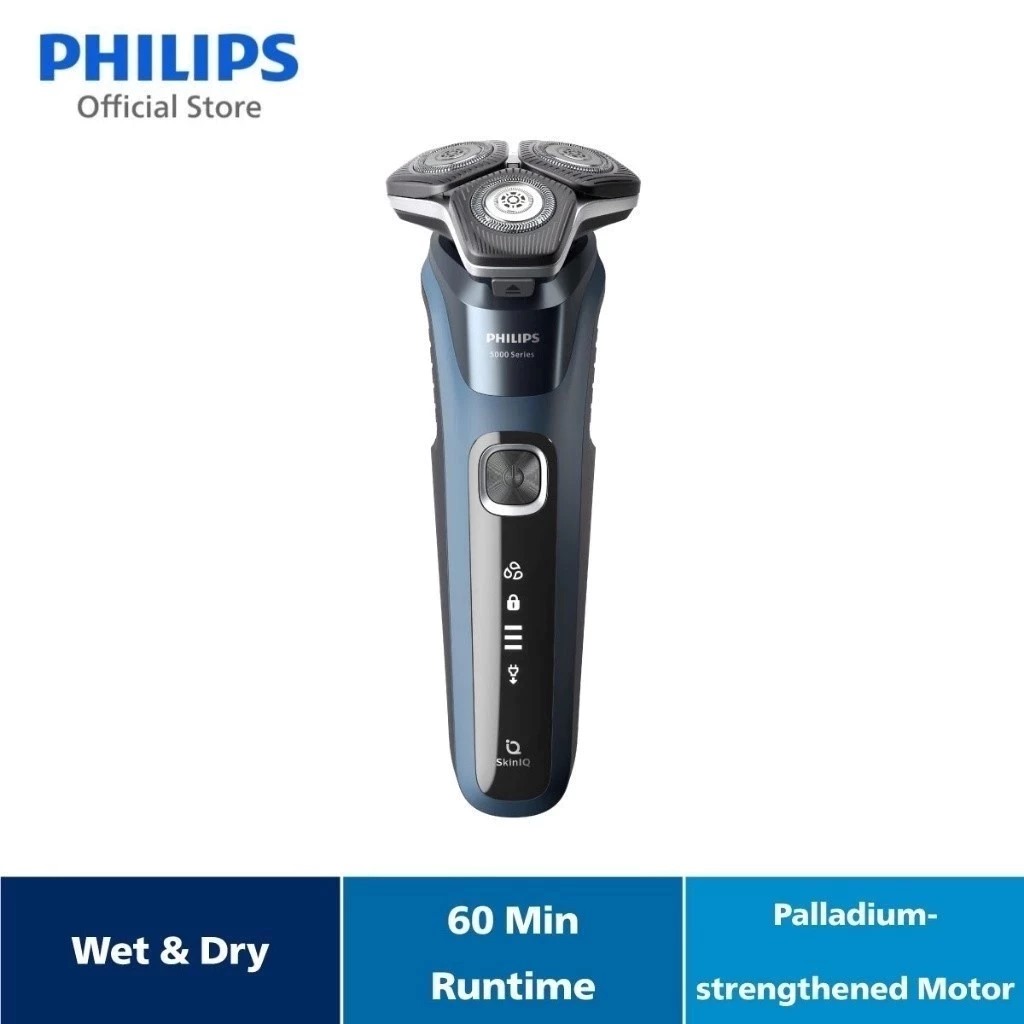 PHILIPS
Official Store
PHILIPS
5000 Series
SkinIQ
Wet & Dry
60 Min
Runtime
Palladium-
strengthened Motor